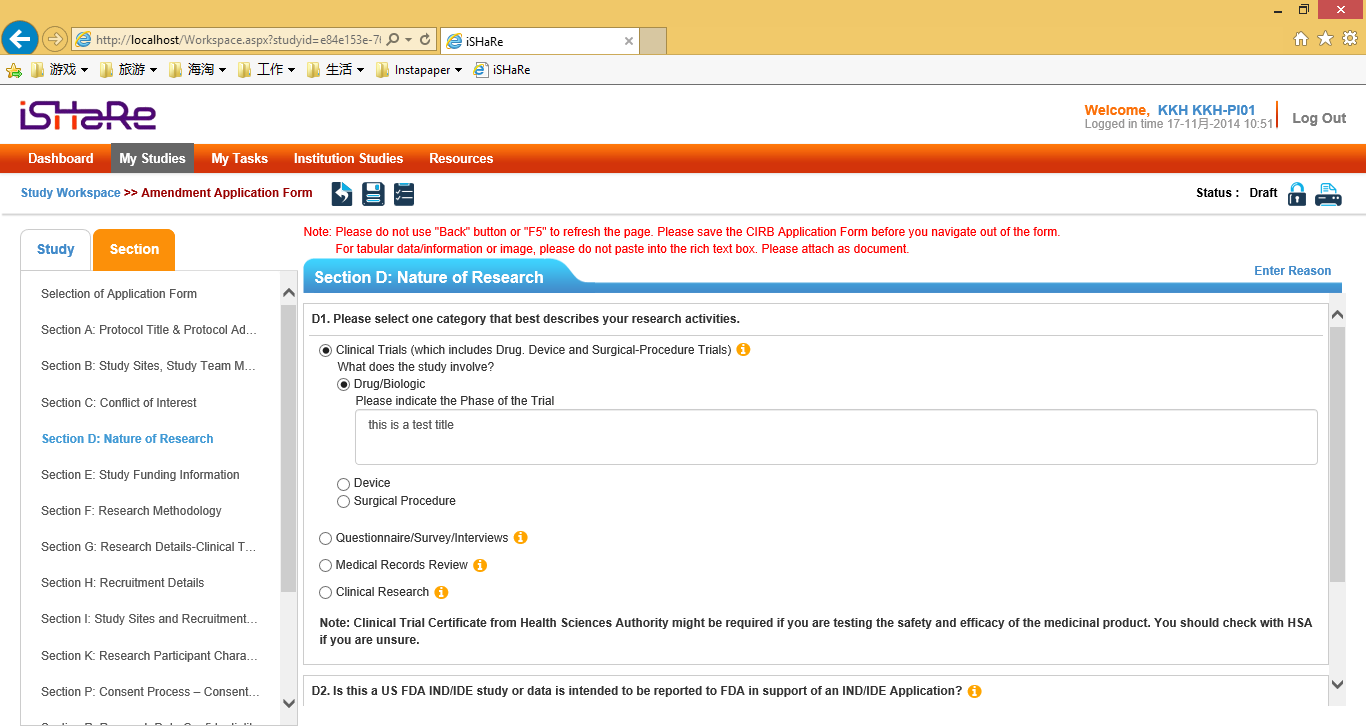 http://localhost/Workspace.aspx?studyid=e84e153e-7
iSHaRe
游戏
旅游
海淘
工作
生活
Instapaper
iSHaRe
iSHaRe
Welcome, KKH KKH-PI01
Logged in time 17-11月-2014 10:51
Log Out
Dashboard
My Studies
My Tasks
Institution Studies
Resources
Study Workspace >> Amendment Application Form
Status : Draft
Study
Section
Selection of Application Form
Section A: Protocol Title & Protocol Ad...
Section B: Study Sites, Study Team M...
Section C: Conflict of Interest
Section D: Nature of Research
Section E: Study Funding Information
Section F: Research Methodology
Section G: Research Details-Clinical T...
Section H: Recruitment Details
Section I: Study Sites and Recruitment...
Section K: Research Participant Chara...
Section P: Consent Process – Consent...
Note: Please do not use "Back" button or "F5" to refresh the page. Please save the CIRB Application Form before you navigate out of the form.
For tabular data/information or image, please do not paste into the rich text box. Please attach as document.
Section D: Nature of Research
Enter Reason
D1. Please select one category that best describes your research activities.
Clinical Trials (which includes Drug. Device and Surgical-Procedure Trials)
What does the study involve?
Drug/Biologic
Please indicate the Phase of the Trial
this is a test title
Device
Surgical Procedure
Questionnaire/Survey/Interviews
Medical Records Review
Clinical Research
Note: Clinical Trial Certificate from Health Sciences Authority might be required if you are testing the safety and efficacy of the medicinal product. You should check with HSA
if you are unsure.
D2. Is this a US FDA IND/IDE study or data is intended to be reported to FDA in support of an IND/IDE Application?